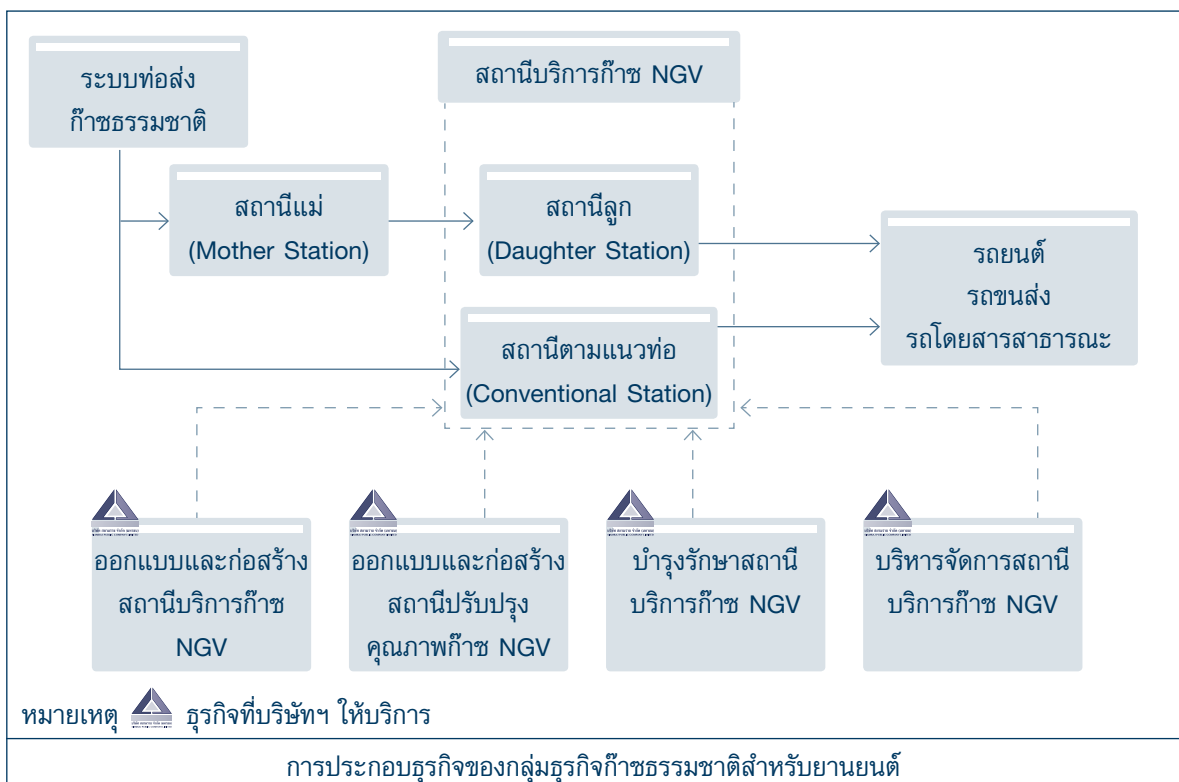 ระบบท่อส่ง
ก๊าซธรรมชาติ
สถานีบริการก๊าซ NGV
สถานีแม่
(Mother Station)
สถานีลูก
(Daughter Station)
รถยนต์
รถขนส่ง
รถโดยสารสาธารณะ
สถานีตามแนวท่อ
(Conventional Station)
ออกแบบและก่อสร้าง
สถานีบริการก๊าซ
NGV
ออกแบบและก่อสร้าง
สถานีปรับปรุง
คุณภาพก๊าซ NGV
บำรุงรักษาสถานี
บริการก๊าซ NGV
บริหารจัดการสถานี
บริการก๊าซ NGV
หมายเหตุ ธุรกิจที่บริษัทฯ ให้บริการ
การประกอบธุรกิจของกลุ่มธุรกิจก๊าซธรรมชาติสำหรับยานยนต์